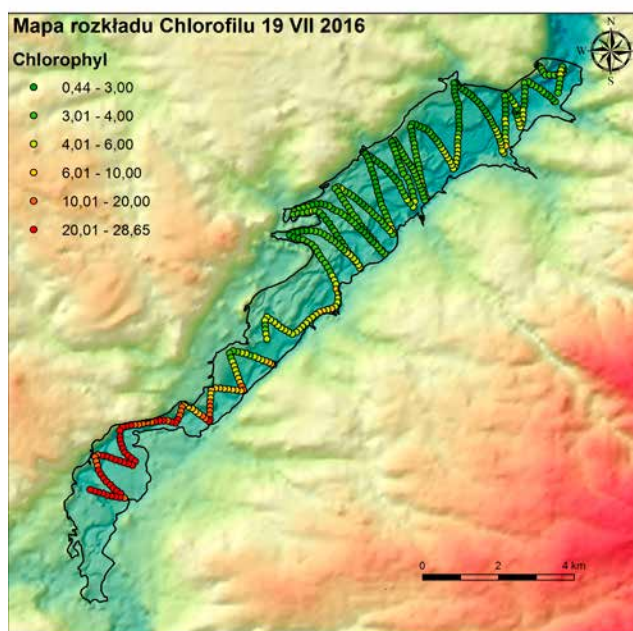 Mapa rozkładu Chlorofilu 19 VII 2016
N
W
E
S
Chlorophyl
0,44 - 3,00
3,01 - 4,00
4,01 - 6,00
6,01 - 10,00
10,01 - 20,00
20,01 - 28,65
0 2 4 km